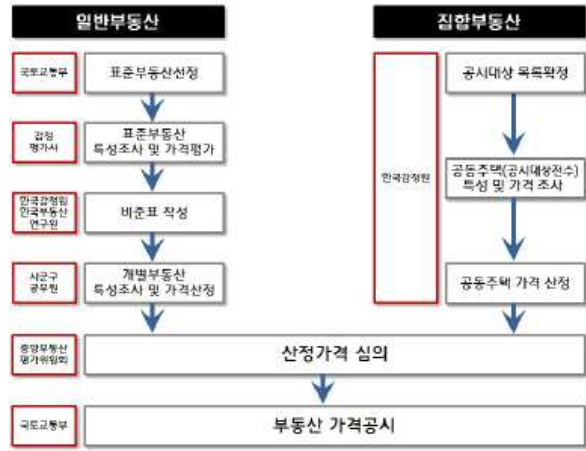 일반부동산
집합부동산
국토교통부
표준부동산선정
공시대상 목록확정
감정
평가사
표준부동산
특성조사 및 가격평가
한국감정원
공동주택(공시대상전수)
특성 및 가격 조사
한국감정원
한국부동산
연구원
비준표 작성
시군구
공무원
개별부동산
특성조사 및 가격산정
공동주택 가격 산정
중앙부동산
평가위원회
산정가격 심의
국토교통부
부동산 가격공시